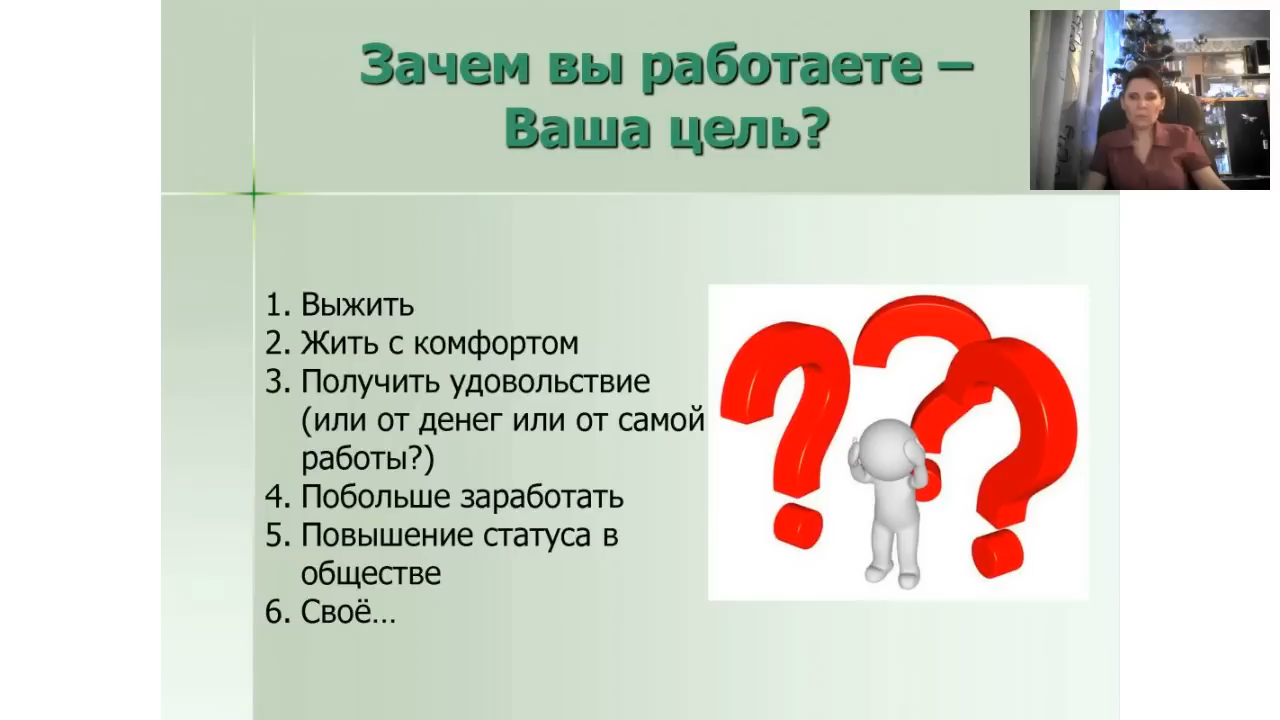 Зачем вы работаете –
Ваша цель?
1. Выжить
2. Жить с комфортом
3. Получить удовольствие
(или от денег или от самой
работы?)
4. Побольше заработать
5. Повышение статуса в
обществе
6. Своё...